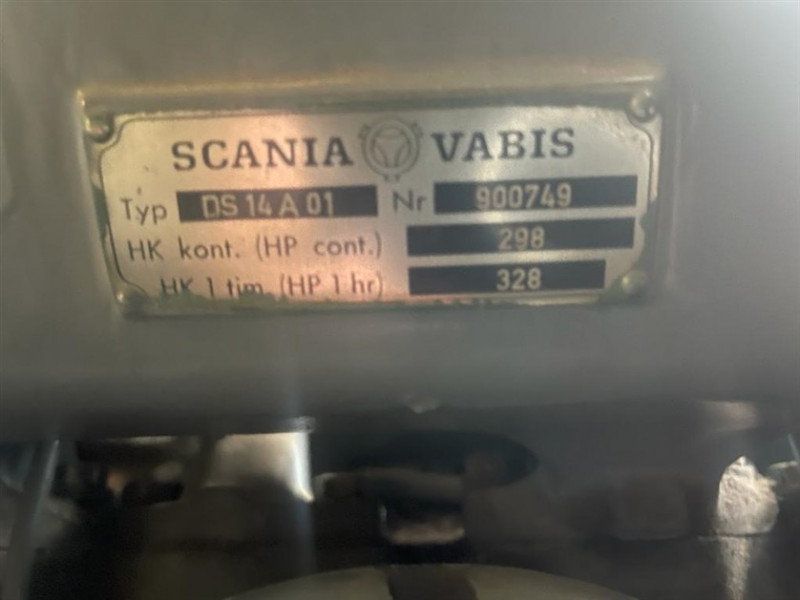 SCANIA VABIS
Typ DS 14 A 01 Nr 900749
HK kont. (HP cont.) 298
HK 1 tim. (HP 1 hr) 328